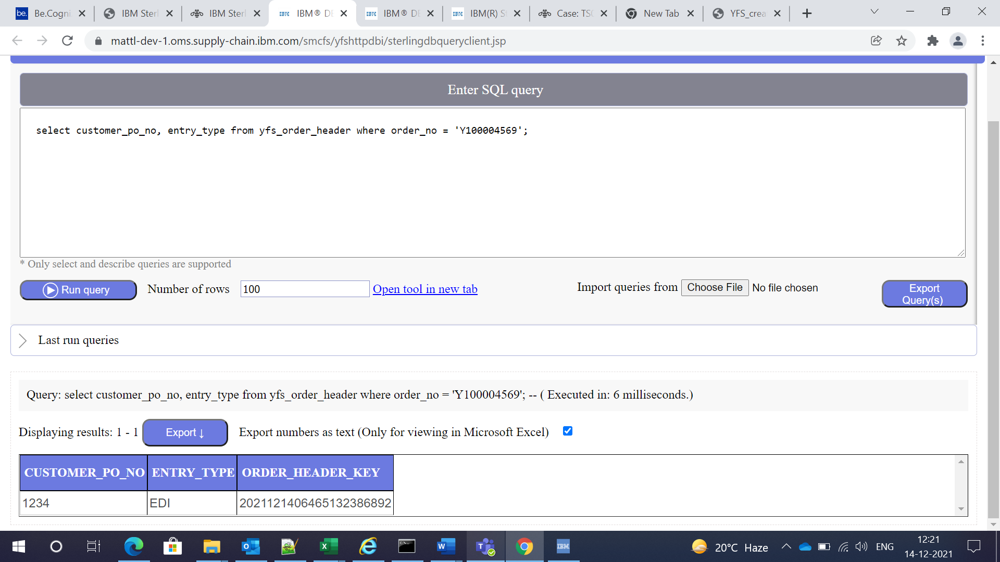 be. Be.Cogni
IBM Sterl
IBM Sterl
IBM® DB
IBM® DB
IBM(R) St
Case: TSC
New Tab
YFS_crea
mattl-dev-1.oms.supply-chain.ibm.com/smcfs/yfshttpdbi/sterlingdbqueryclient.jsp
Enter SQL query
select customer_po_no, entry_type from yfs_order_header where order_no = 'Y100004569';
* Only select and describe queries are supported
Run query
Number of rows
100
Open tool in new tab
Import queries from
Choose File
No file chosen
Export
Query(s)
Last run queries
Query: select customer_po_no, entry_type from yfs_order_header where order_no = 'Y100004569'; -- ( Executed in: 6 milliseconds.)
Displaying results: 1 - 1
Export ↓
Export numbers as text (Only for viewing in Microsoft Excel)
CUSTOMER_PO_NO ENTRY_TYPE ORDER_HEADER_KEY
1234 EDI 2021121406465132386892
20°C Haze
ENG
12:21
14-12-2021